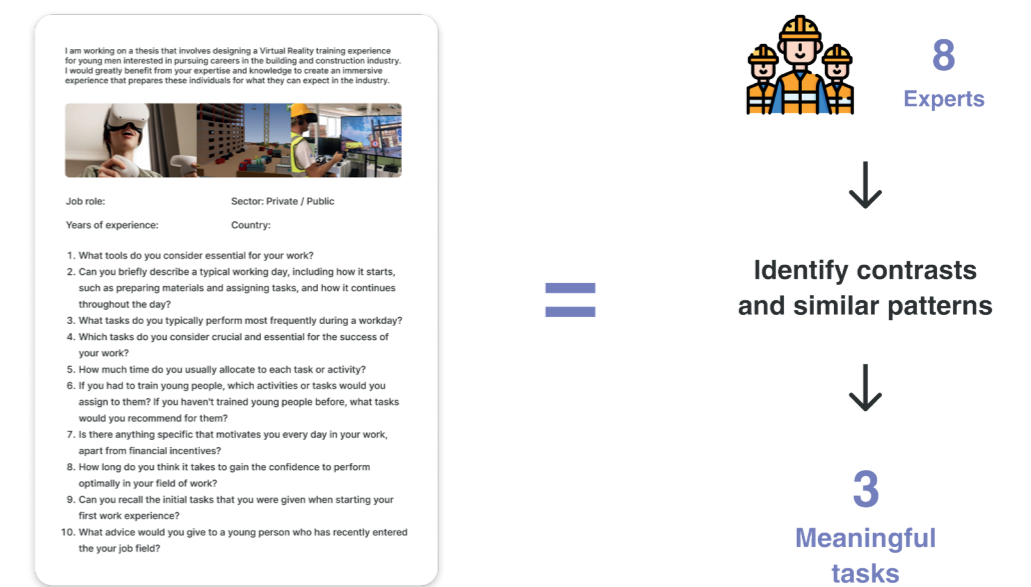 I am working on a thesis that involves designing a Virtual Reality training experience
for young men interested in pursuing careers in the building and construction industry.
I would greatly benefit from your expertise and knowledge to create an immersive
experience that prepares these individuals for what they can expect in the industry.
Job role:
Sector: Private / Public
Years of experience:
Country:
1. What tools do you consider essential for your work?
2. Can you briefly describe a typical working day, including how it starts,
such as preparing materials and assigning tasks, and how it continues
throughout the day?
3. What tasks do you typically perform most frequently during a workday?
4. Which tasks do you consider crucial and essential for the success of
your work?
5. How much time do you usually allocate to each task or activity?
6. If you had to train young people, which activities or tasks would you
assign to them? If you haven't trained young people before, what tasks
would you recommend for them?
7. Is there anything specific that motivates you every day in your work,
apart from financial incentives?
8. How long do you think it takes to gain the confidence to perform
optimally in your field of work?
9. Can you recall the initial tasks that you were given when starting your
first work experience?
10. What advice would you give to a young person who has recently entered
the your job field?
=
8
Experts
Identify contrasts
and similar patterns
3
Meaningful
tasks